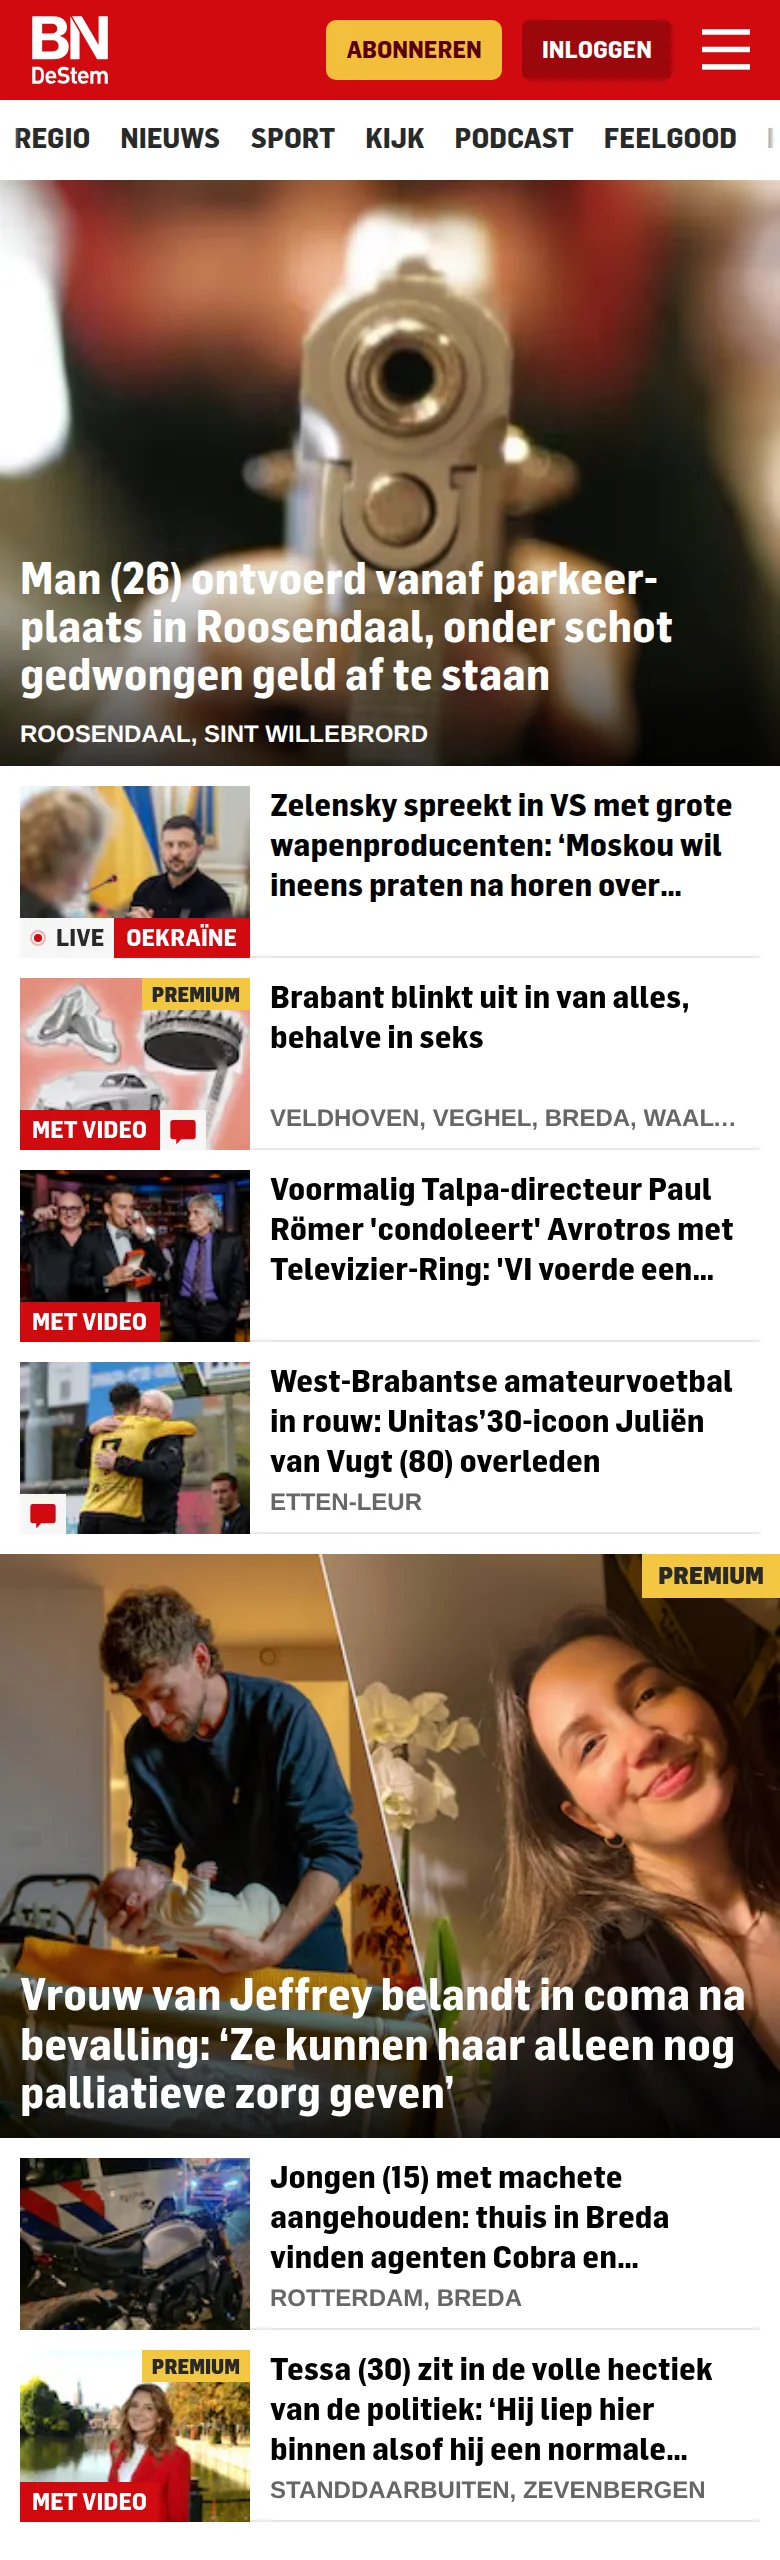 BN
DeStem
ABONNEREN
INLOGGEN
REGIO NIEUWS SPORT KIJK PODCAST FEELGOOD
Man (26) ontvoerd vanaf parkeer-
plaats in Roosendaal, onder schot
gedwongen geld af te staan
ROOSENDAAL, SINT WILLEBRORD
Zelensky spreekt in VS met grote
wapenproducenten: ‘Moskou wil
ineens praten na horen over...
LIVE OEKRAÏNE
PREMIUM
Brabant blinkt uit in van alles,
behalve in seks
VELDHOVEN, VEGHEL, BREDA, WAAL...
MET VIDEO
Voormalig Talpa-directeur Paul
Römer 'condoleert' Avrotros met
Televizier-Ring: 'VI voerde een...
MET VIDEO
West-Brabantse amateurvoetbal
in rouw: Unitas’30-icoon Juliën
van Vugt (80) overleden
ETTEN-LEUR
PREMIUM
Vrouw van Jeffrey belandt in coma na
bevalling: ‘Ze kunnen haar alleen nog
palliatieve zorg geven’
Jongen (15) met machete
aangehouden: thuis in Breda
vinden agenten Cobra en...
ROTTERDAM, BREDA
PREMIUM
Tessa (30) zit in de volle hectiek
van de politiek: ‘Hij liep hier
binnen alsof hij een normale...
STANDDAARBUITEN, ZEVENBERGEN
MET VIDEO